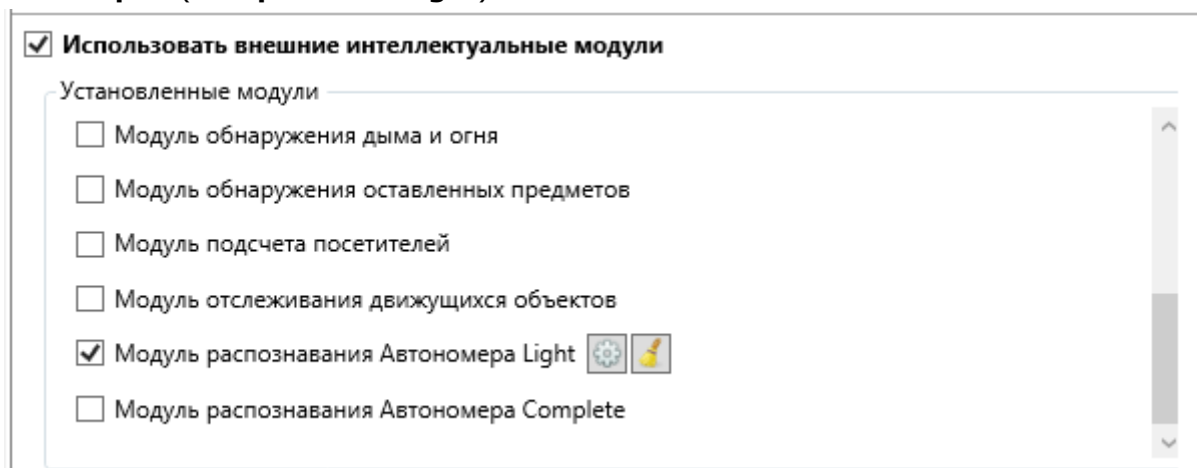 Использовать внешние интеллектуальные модули
Установленные модули
Модуль обнаружения дыма и огня
Модуль обнаружения оставленных предметов
Модуль подсчета посетителей
Модуль отслеживания движущихся объектов
Модуль распознавания Автономера Light
Модуль распознавания Автономера Complete